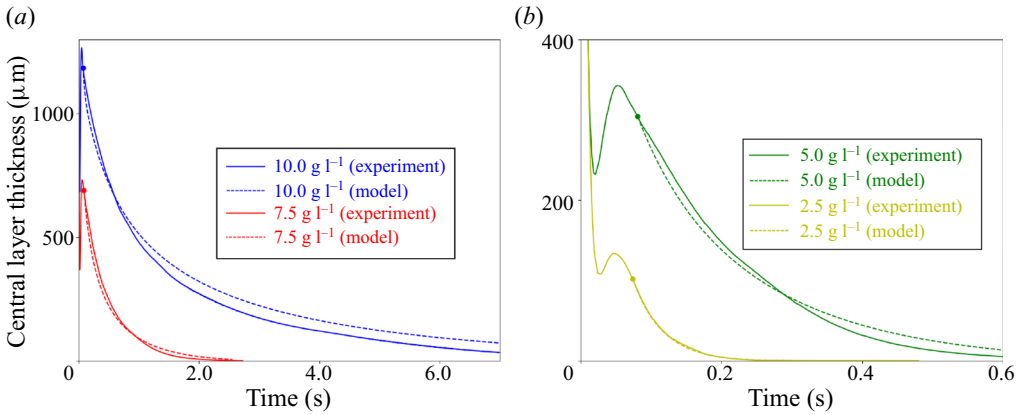 (a)
Central layer thickness (μm)
1000
500
0
2.0
4.0
6.0
Time (s)
10.0 g l⁻¹ (experiment)
10.0 g l⁻¹ (model)
7.5 g l⁻¹ (experiment)
7.5 g l⁻¹ (model)
(b)
400
200
0
0.2
0.4
0.6
Time (s)
5.0 g l⁻¹ (experiment)
5.0 g l⁻¹ (model)
2.5 g l⁻¹ (experiment)
2.5 g l⁻¹ (model)